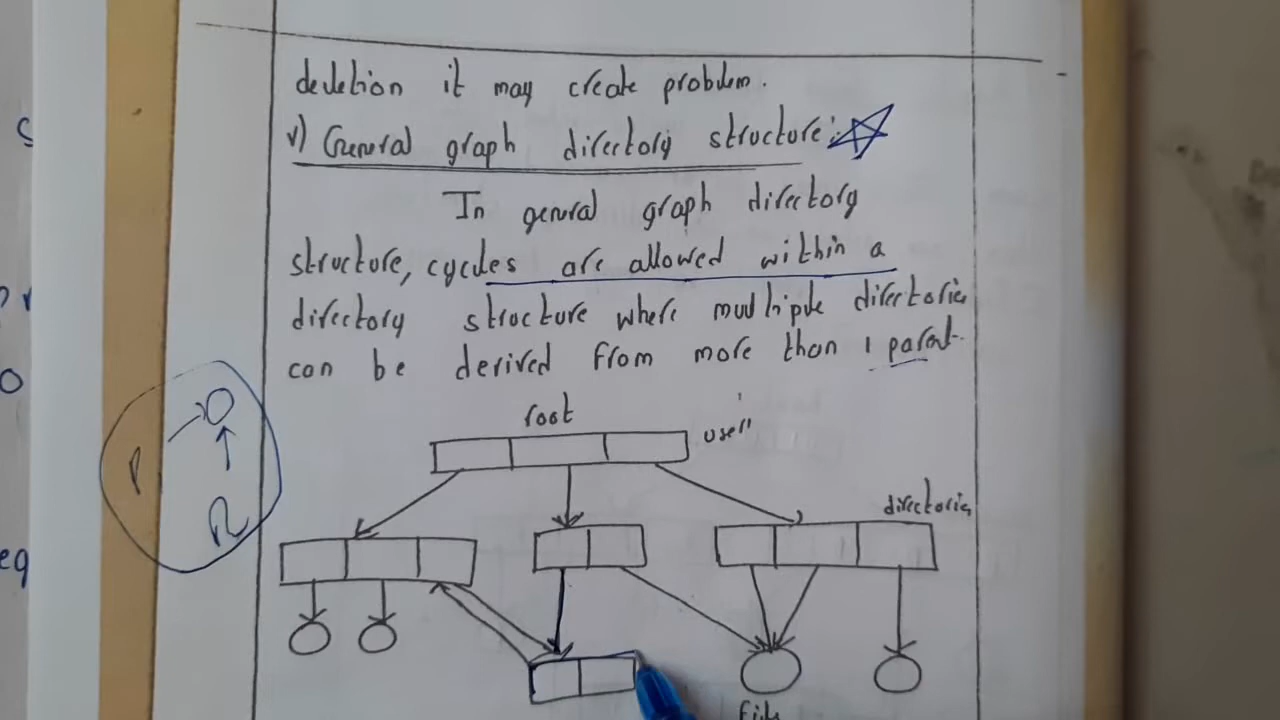 deletion it may create problem.
v) General graph directory structure:
In general graph directory
structure, cycles are allowed within a
directory structure where multiple directories
can be derived from more than 1 parent.
root
user
directories
File
eq